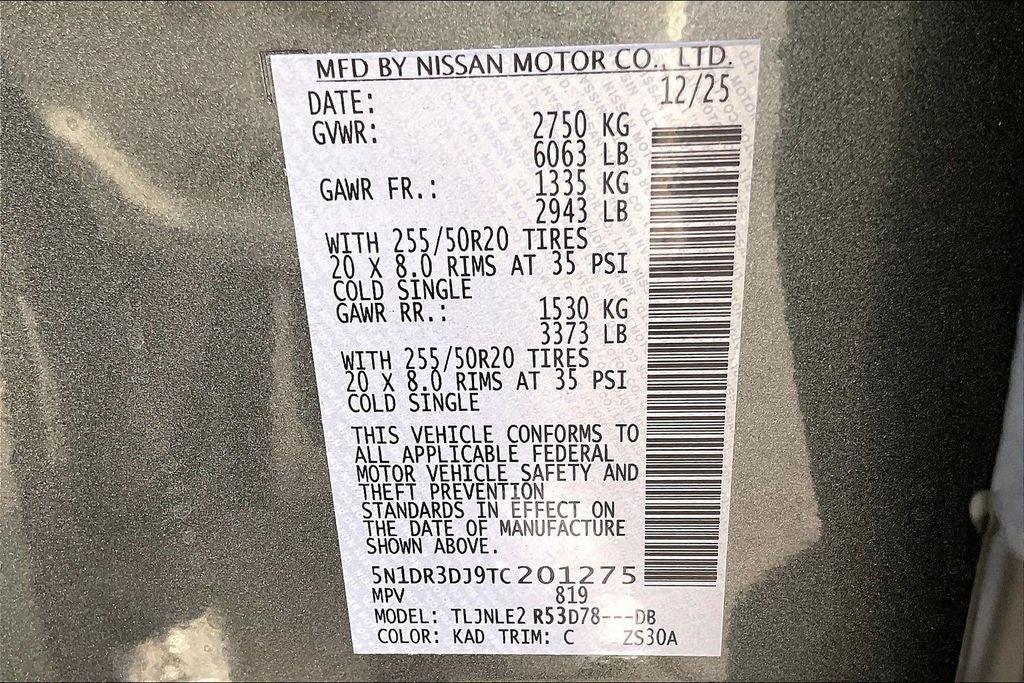 MFD BY NISSAN MOTOR CO., LTD.
DATE: 12/25
GVWR: 2750 KG
6063 LB
GAWR FR.: 1335 KG
2943 LB
WITH 255/50R20 TIRES
20 X 8.0 RIMS AT 35 PSI
COLD SINGLE
GAWR RR.: 1530 KG
3373 LB
WITH 255/50R20 TIRES
20 X 8.0 RIMS AT 35 PSI
COLD SINGLE
THIS VEHICLE CONFORMS TO
ALL APPLICABLE FEDERAL
MOTOR VEHICLE SAFETY AND
THEFT PREVENTION
STANDARDS IN EFFECT ON
THE DATE OF MANUFACTURE
SHOWN ABOVE.
5N1DR3DJ9TC201275
MPV 819
MODEL: TLJNLE2 R53D78---DB
COLOR: KAD TRIM: C ZS30A